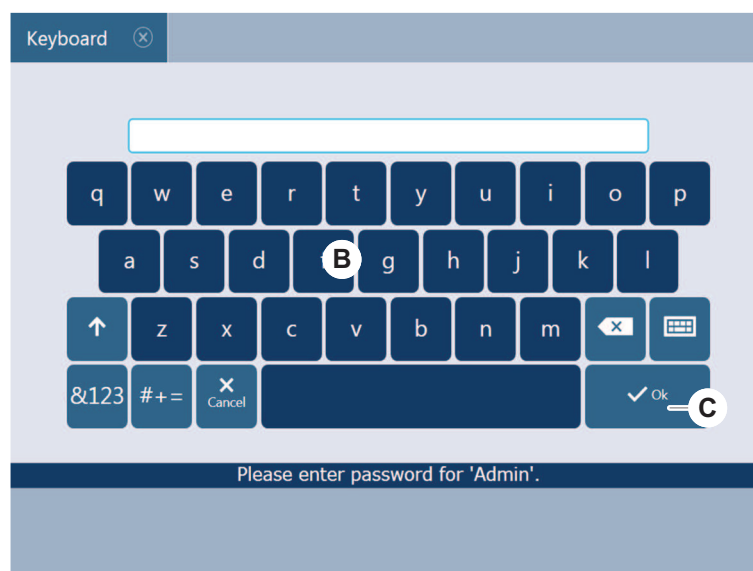 Keyboard
q w e r t y u i o p
a s d B g h j k l
z x c v b n m
&123 #+= Cancel Ok C
Please enter password for 'Admin'.